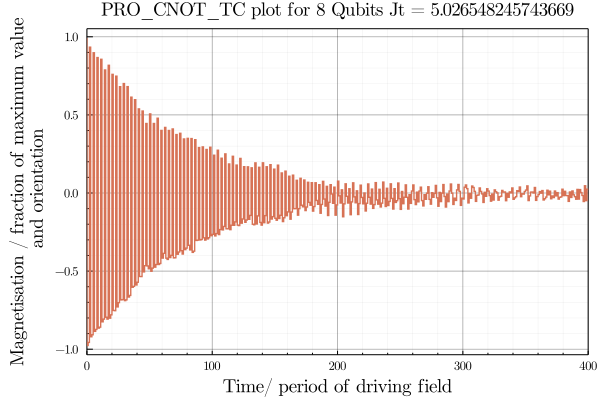 PRO_CNOT_TC plot for 8 Qubits Jt = 5.026548245743669
Magnetisation / fraction of maximum value
and orientation
1.0
0.5
0.0
−0.5
−1.0
0 100 200 300 400
Time/ period of driving field